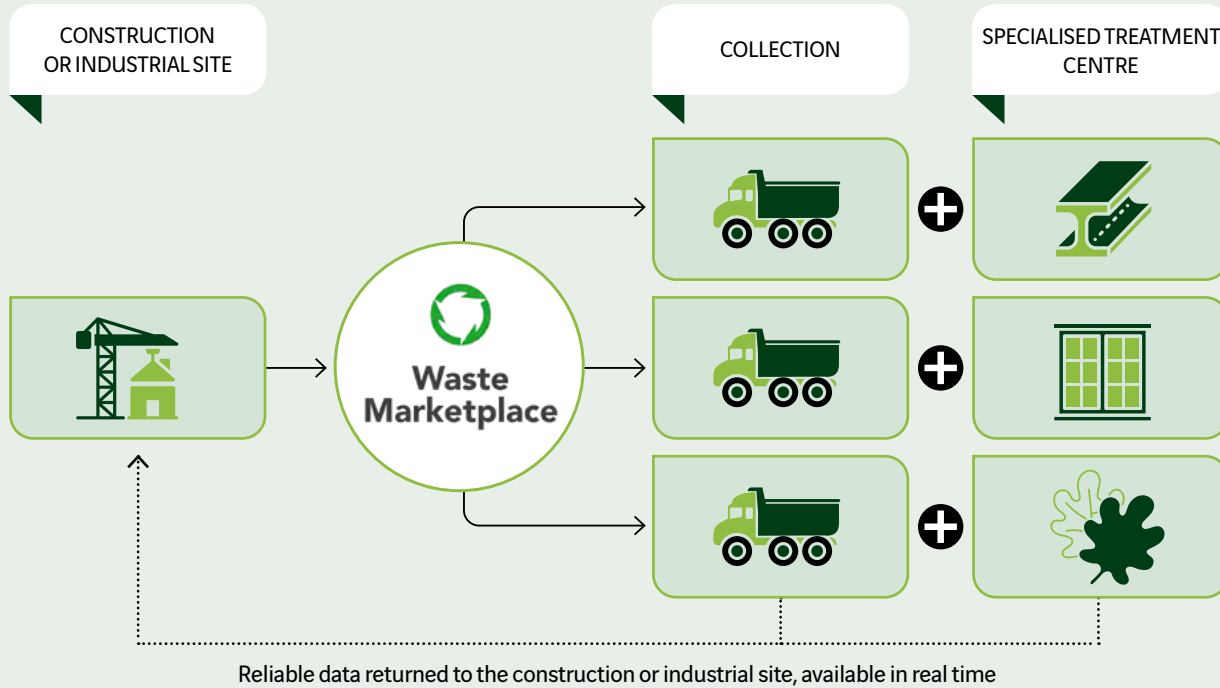 CONSTRUCTION
OR INDUSTRIAL SITE
COLLECTION
SPECIALISED TREATMENT
CENTRE
Waste
Marketplace
Reliable data returned to the construction or industrial site, available in real time